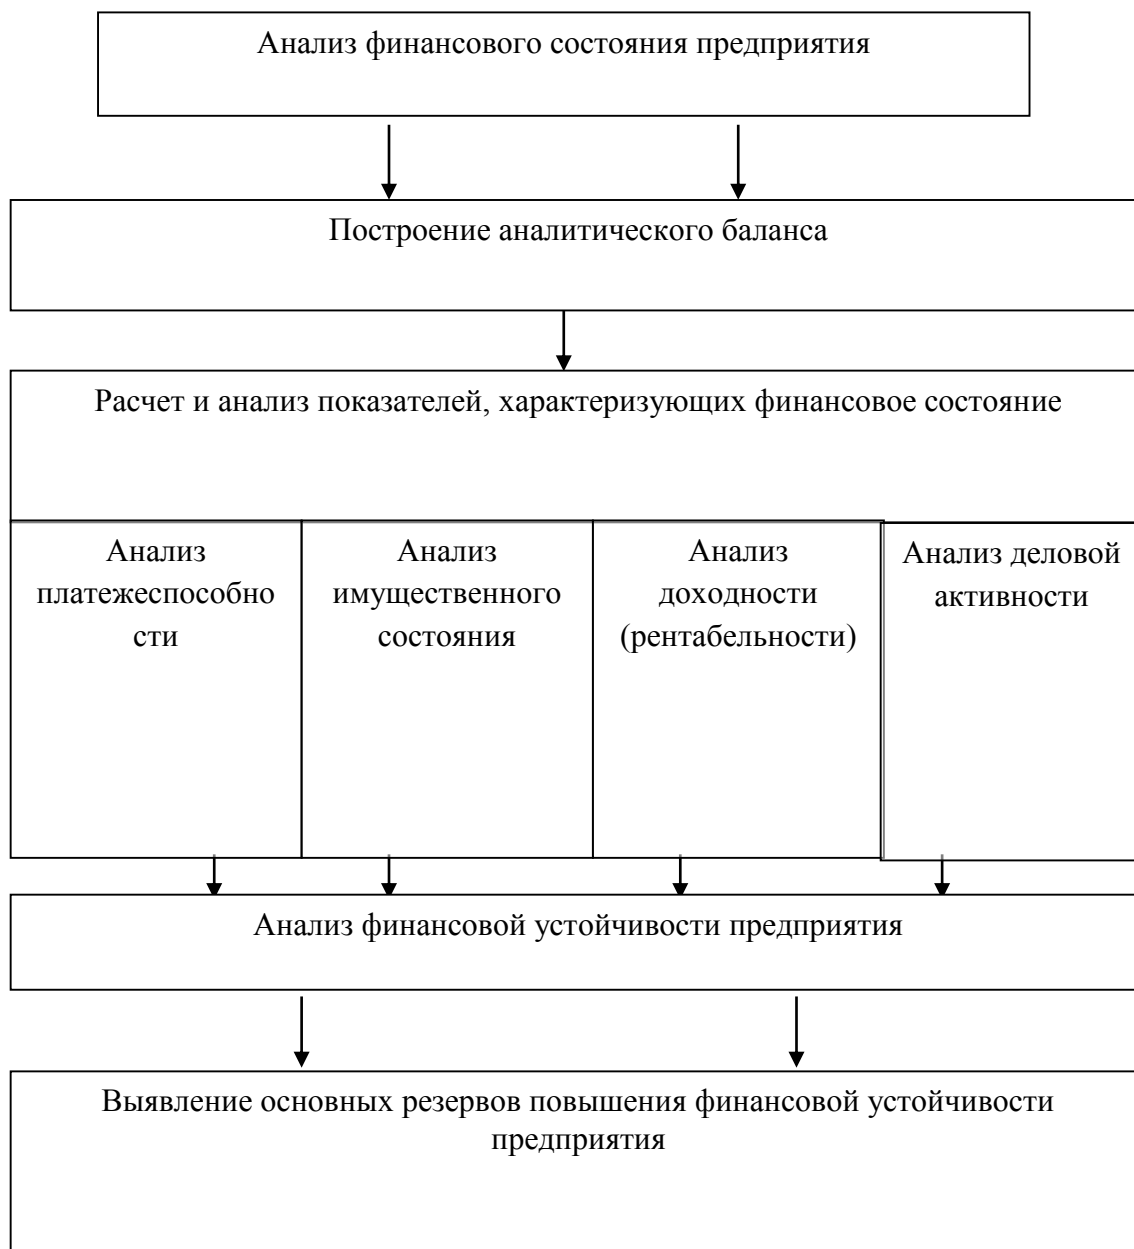 Анализ финансового состояния предприятия
Построение аналитического баланса
Расчет и анализ показателей, характеризующих финансовое состояние
Анализ
платежеспособно
сти
Анализ
имущественного
состояния
Анализ
доходности
(рентабельности)
Анализ деловой
активности
Анализ финансовой устойчивости предприятия
Выявление основных резервов повышения финансовой устойчивости
предприятия